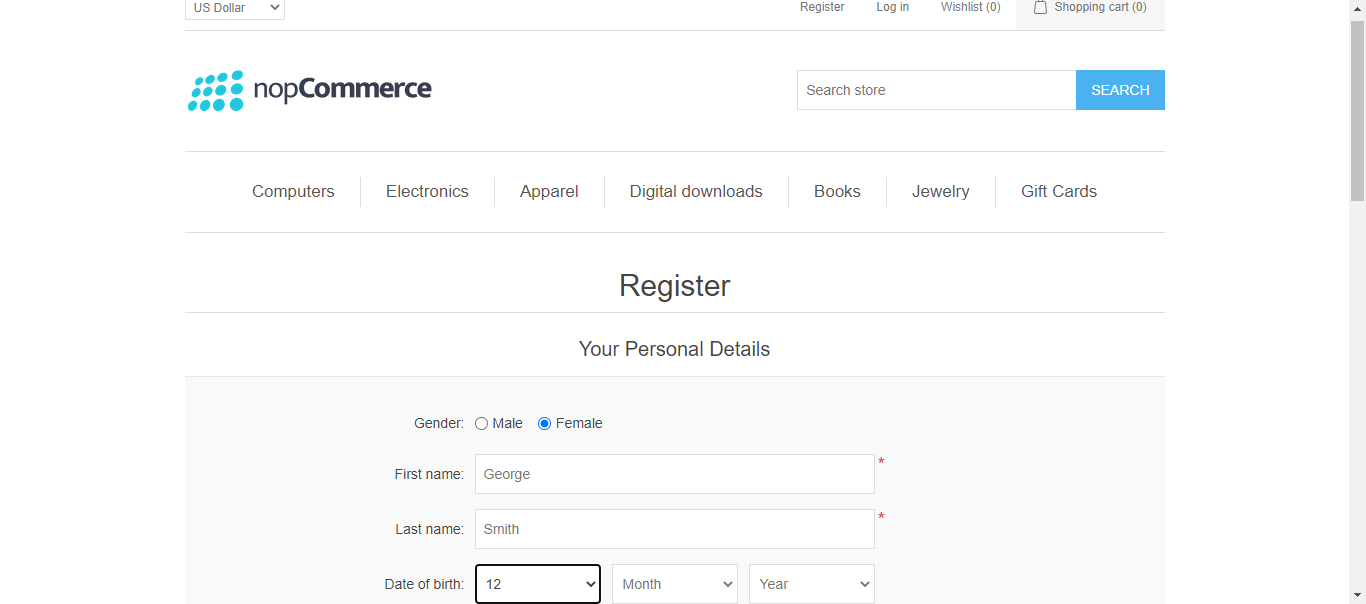 US Dollar Register Log in Wishlist (0) Shopping cart (0)
nopCommerce Search store SEARCH
Computers Electronics Apparel Digital downloads Books Jewelry Gift Cards
Register
Your Personal Details
Gender: Male Female
First name: George *
Last name: Smith *
Date of birth: 12 Month Year